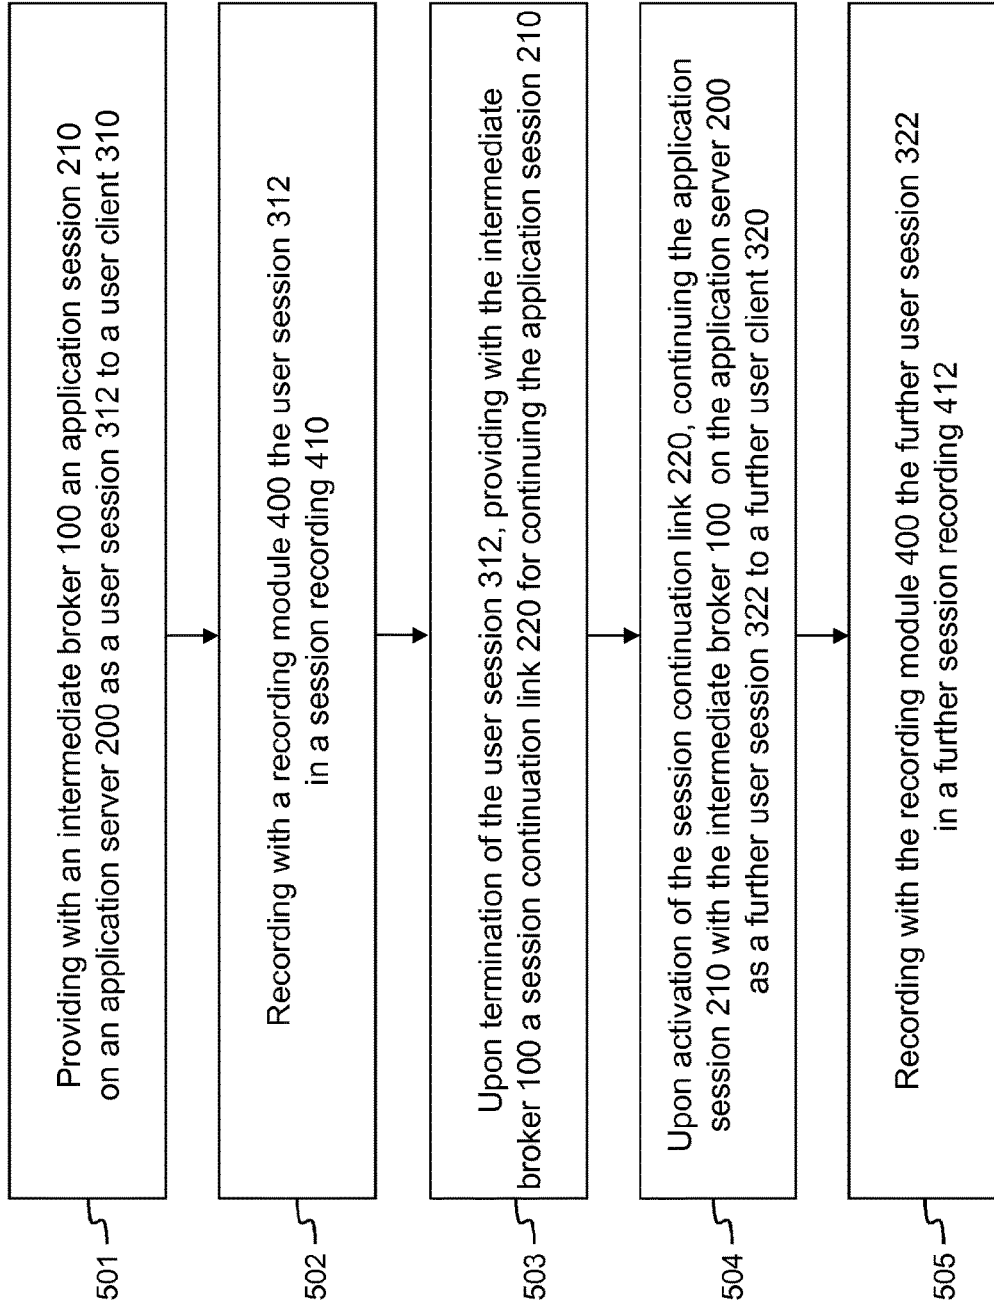 501
Providing with an intermediate broker 100 an application session 210
on an application server 200 as a user session 312 to a user client 310
502
Recording with a recording module 400 the user session 312
in a session recording 410
503
Upon termination of the user session 312, providing with the intermediate
broker 100 a session continuation link 220 for continuing the application session 210
504
Upon activation of the session continuation link 220, continuing the application
session 210 with the intermediate broker 100 on the application server 200
as a further user session 322 to a further user client 320
505
Recording with the recording module 400 the further user session 322
in a further session recording 412